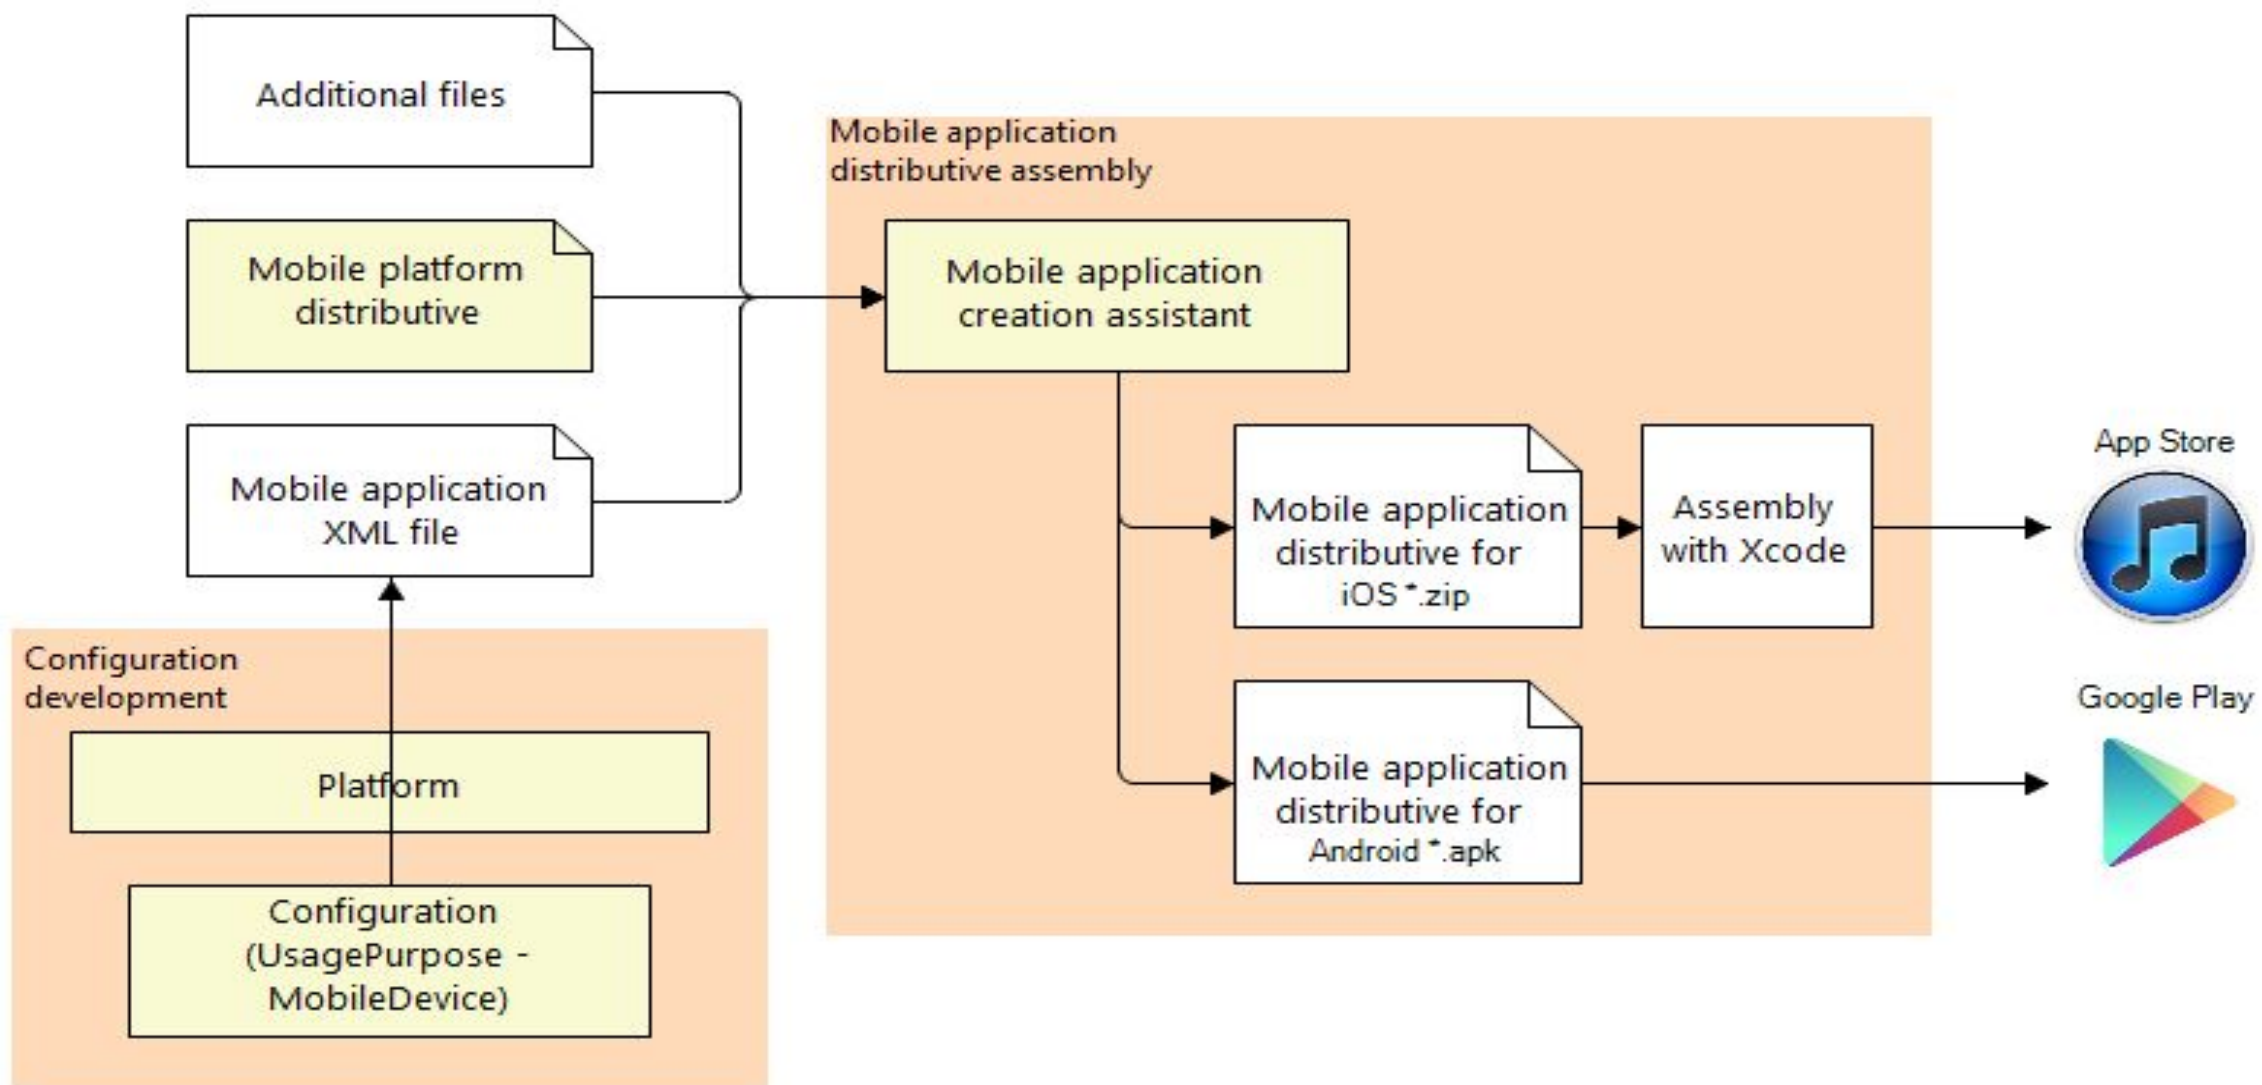 Additional files
Mobile application
distributive assembly
Mobile platform
distributive
Mobile application
creation assistant
Mobile application
XML file
Mobile application
distributive for
iOS *.zip
Assembly
with Xcode
App Store
Configuration
development
Platform
Configuration
(UsagePurpose -
MobileDevice)
Mobile application
distributive for
Android *.apk
Google Play